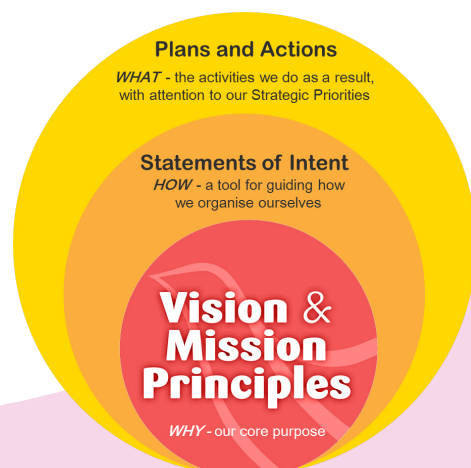 Plans and Actions
WHAT - the activities we do as a result,
with attention to our Strategic Priorities
Statements of Intent
HOW - a tool for guiding how
we organise ourselves
Vision &
Mission
Principles
WHY - our core purpose